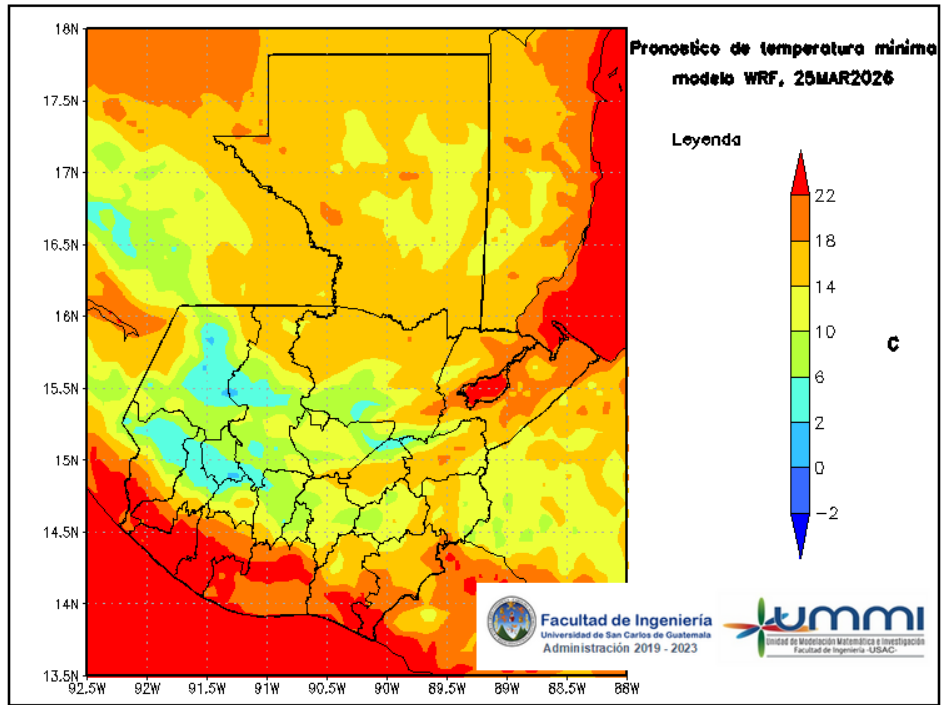 Pronostico de temperatura minima
modelo WRF, 25MAR2026
Leyenda
22
18
14
10
6
2
0
-2
C
18N
17.5N
17N
16.5N
16N
15.5N
15N
14.5N
14N
13.5N
92.5W 92W 91.5W 91W 90.5W 90W 89.5W 89W 88.5W 88W
Facultad de Ingeniería
Universidad de San Carlos de Guatemala
Administración 2019 - 2023
ummi
Unidad de Modelación Matemática e Investigación
Facultad de Ingeniería -USAC-